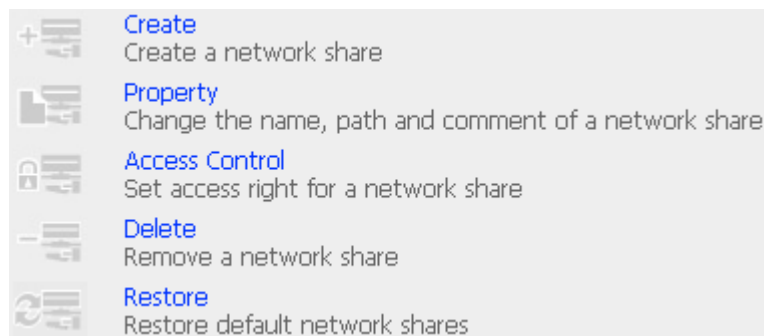 Create
Create a network share
Property
Change the name, path and comment of a network share
Access Control
Set access right for a network share
Delete
Remove a network share
Restore
Restore default network shares